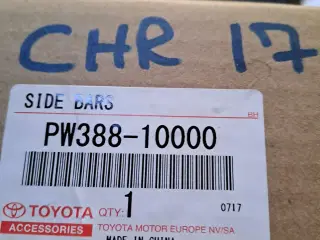 CHR 17
SIDE BARS
RH
PW388-10000
TOYOTA
ACCESSORIES
QTY: 1
0717
TOYOTA MOTOR EUROPE NV/SA
MADE IN CHINA